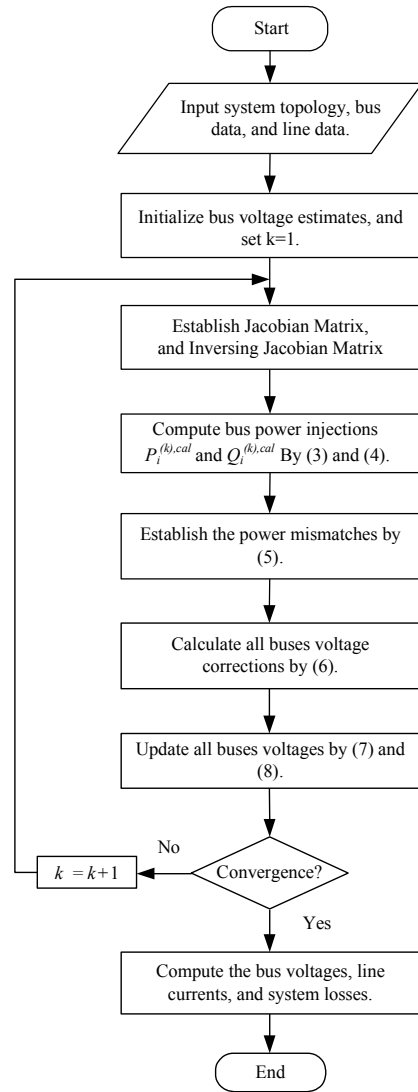 Start
Input system topology, bus
data, and line data.
Initialize bus voltage estimates, and
set k=1.
Establish Jacobian Matrix,
and Inversing Jacobian Matrix
Compute bus power injections
P_i^{(k),cal} and Q_i^{(k),cal} By (3) and (4).
Establish the power mismatches by
(5).
Calculate all buses voltage
corrections by (6).
Update all buses voltages by (7) and
(8).
No
k = k+1
Convergence?
Yes
Compute the bus voltages, line
currents, and system losses.
End